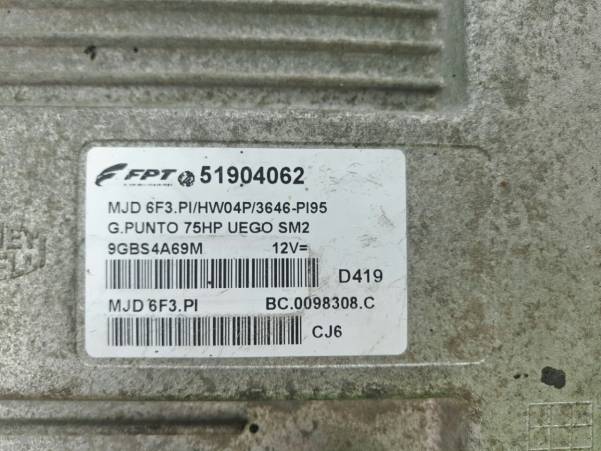 FPT 51904062
MJD 6F3.PI/HW04P/3646-PI95
G.PUNTO 75HP UEGO SM2
9GBS4A69M 12V=
D419
MJD 6F3.PI BC.0098308.C
CJ6